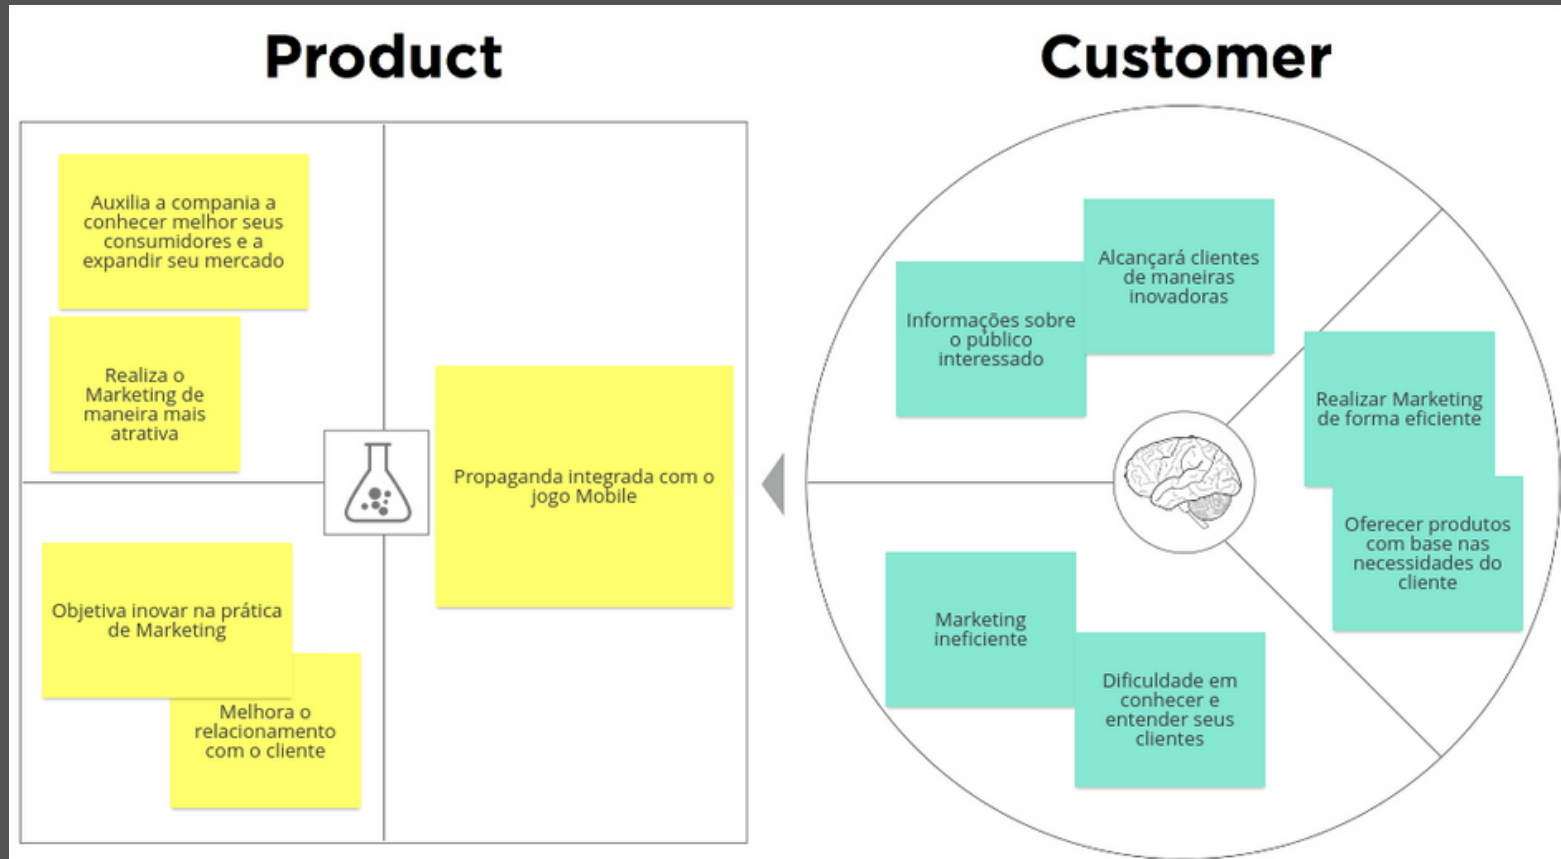 Product
Auxilia a compania a
conhecer melhor seus
consumidores e a
expandir seu mercado
Realiza o
Marketing de
maneira mais
atrativa
Propaganda integrada com o
jogo Mobile
Objetiva inovar na prática
de Marketing
Melhora o
relacionamento
com o cliente
Customer
Alcançará clientes
de maneiras
inovadoras
Informações sobre
o público
interessado
Realizar Marketing
de forma eficiente
Oferecer produtos
com base nas
necessidades do
cliente
Marketing
ineficiente
Dificuldade em
conhecer e
entender seus
clientes